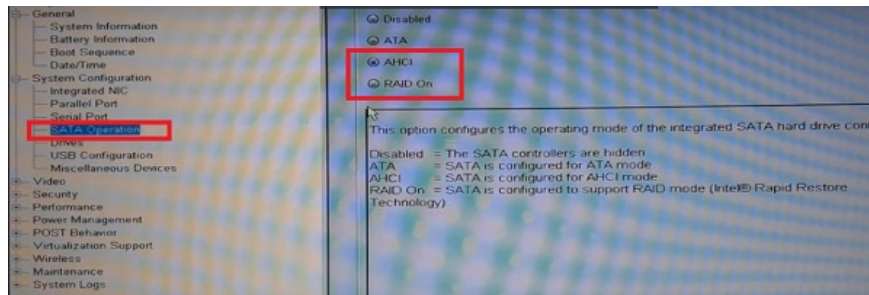 General
System Information
Battery Information
Boot Sequence
Date/Time
System Configuration
Integrated NIC
Parallel Port
Serial Port
SATA Operation
Drives
USB Configuration
Miscellaneous Devices
Video
Security
Performance
Power Management
POST Behavior
Virtualization Support
Wireless
Maintenance
System Logs
Disabled
ATA
AHCI
RAID On
This option configures the operating mode of the integrated SATA hard drive con
Disabled = The SATA controllers are hidden
ATA = SATA is configured for ATA mode
AHCI = SATA is configured for AHCI mode
RAID On = SATA is configured to support RAID mode (Intel® Rapid Restore
Technology)